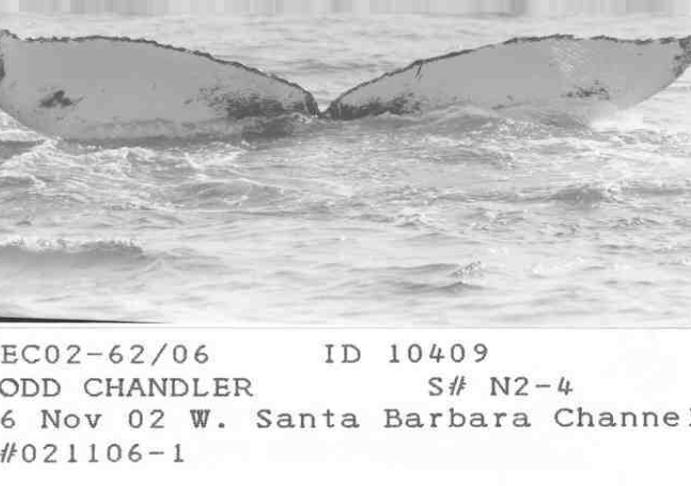 EC02-62/06 ID 10409
ODD CHANDLER S# N2-4
6 Nov 02 W. Santa Barbara Channe
#021106-1